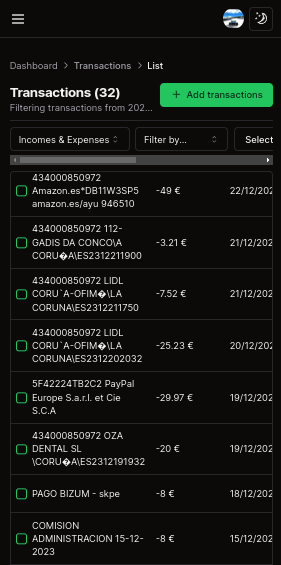 Dashboard > Transactions > List
Transactions (32)
Add transactions
Filtering transactions from 202...
Incomes & Expenses
Filter by...
Select
434000850972
Amazon.es*DB11W3SP5
amazon.es/ayu 946510
-49 €
22/12/202
434000850972 112-
GADIS DA CONCO\A
CORU�A\ES2312211900
-3.21 €
21/12/202
434000850972 LIDL
CORU`A-OFIM�\LA
CORUNA\ES2312211750
-7.52 €
21/12/202
434000850972 LIDL
CORU`A-OFIM�\LA
CORUNA\ES2312202032
-25.23 €
20/12/202
5F42224TB2C2 PayPal
Europe S.a.r.l. et Cie
S.C.A
-29.97 €
19/12/202
434000850972 OZA
DENTAL SL
\CORU�A\ES2312191932
-20 €
19/12/202
PAGO BIZUM - skpe
-8 €
18/12/202
COMISION
ADMINISTRACION 15-12-
2023
-8 €
15/12/202